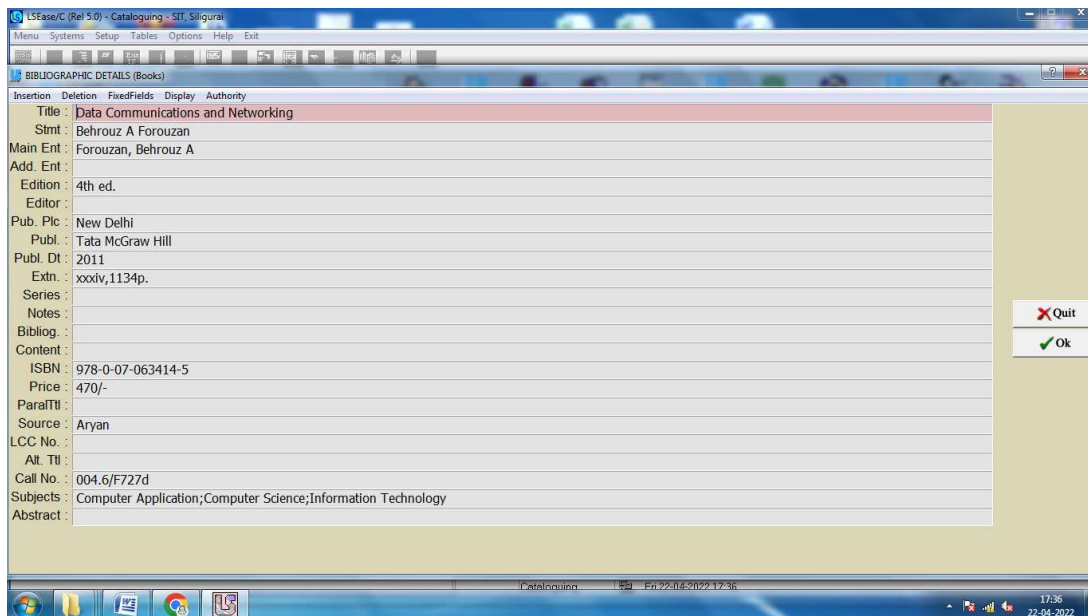 LSEase/C (Rel 5.0) - Cataloguing - SIT, Siliguri
Menu Systems Setup Tables Options Help Exit
BIBLIOGRAPHIC DETAILS (Books)
Insertion Deletion FixedFields Display Authority
Title : Data Communications and Networking
Stmt : Behrouz A Forouzan
Main Ent : Forouzan, Behrouz A
Add. Ent :
Edition : 4th ed.
Editor :
Pub. Plc : New Delhi
Publ. : Tata McGraw Hill
Publ. Dt : 2011
Extn. : xxxiv,1134p.
Series :
Notes :
Quit
Bibliog. :
Content :
Ok
ISBN : 978-0-07-063414-5
Price : 470/-
ParalTtl :
Source : Aryan
LCC No. :
Alt. Ttl :
Call No. : 004.6/F727d
Subjects : Computer Application;Computer Science;Information Technology
Abstract :
Cataloguing Fri 22-04-2022 17:36
17:36
22-04-2022